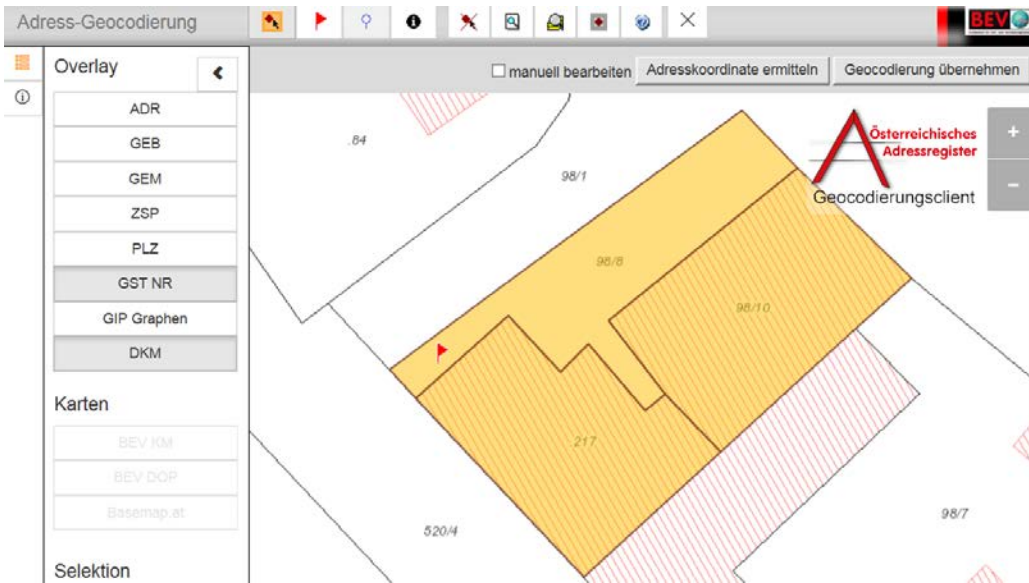 Adress-Geocodierung
BEV
Overlay
manuell bearbeiten
Adresskoordinate ermitteln
Geocodierung übernehmen
ADR
GEB
GEM
ZSP
PLZ
GST NR
GIP Graphen
DKM
Karten
BEV KM
BEV DOP
Basemap.at
Selektion
Österreichisches
Adressregister
Geocodierungsclient
+
−
.84
98/1
98/8
98/10
217
520/4
98/7